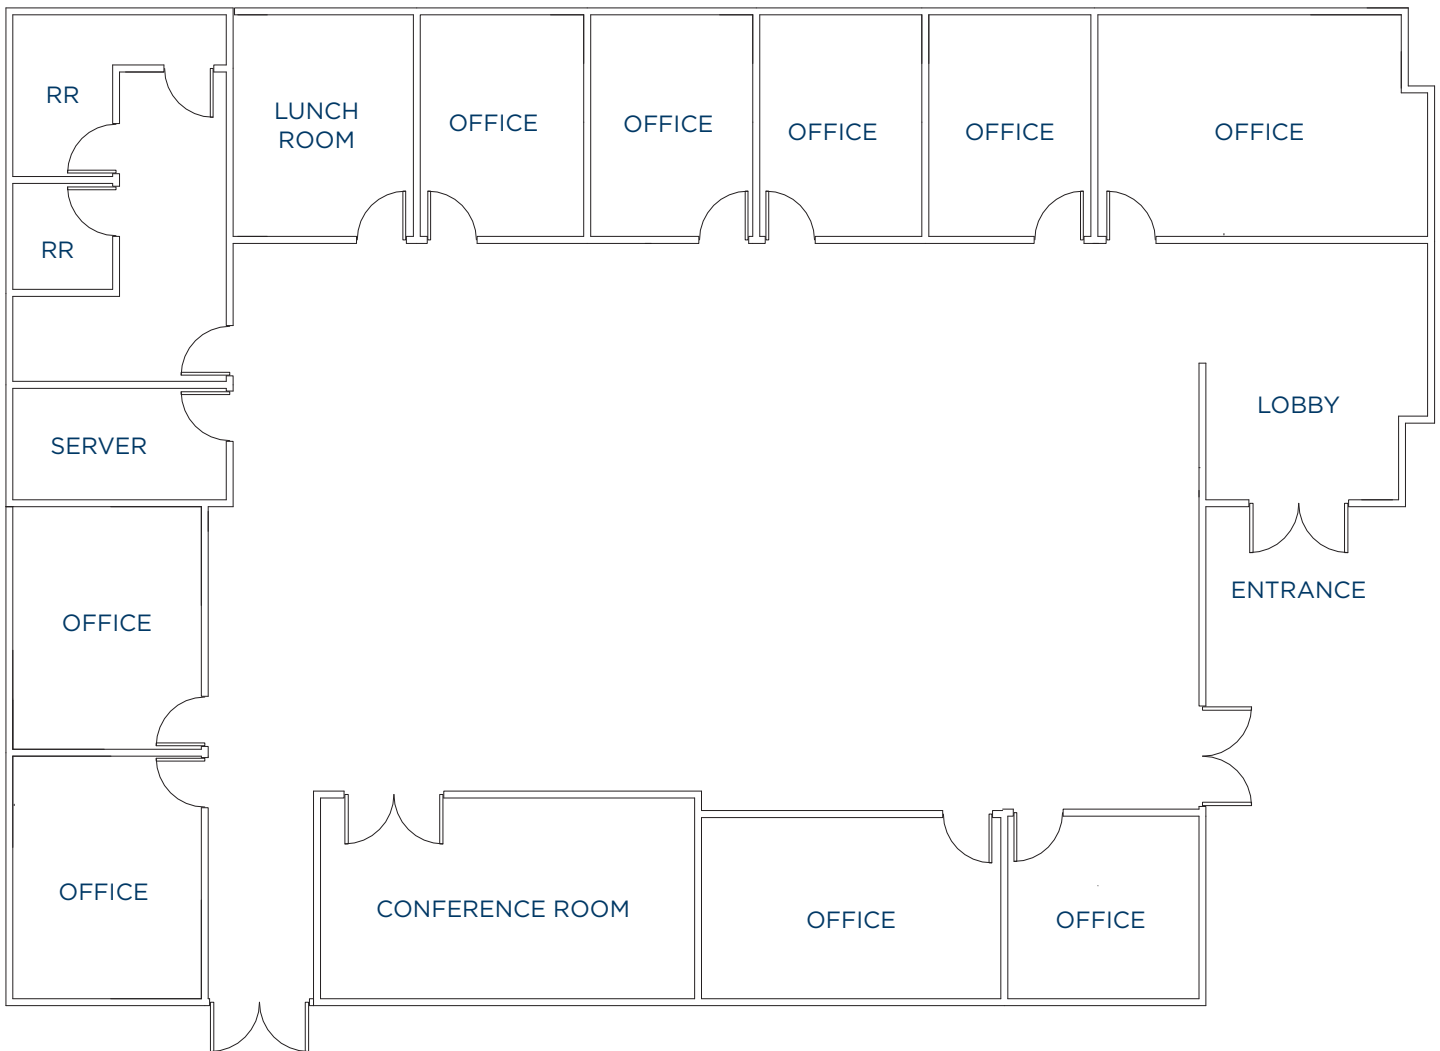 RR
LUNCH
ROOM
OFFICE
OFFICE
OFFICE
OFFICE
OFFICE
RR
LOBBY
SERVER
ENTRANCE
OFFICE
OFFICE
CONFERENCE ROOM
OFFICE
OFFICE